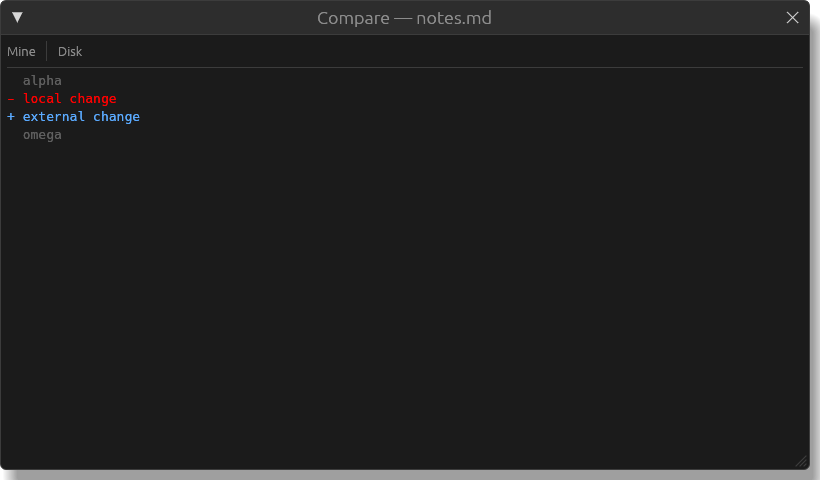 Compare — notes.md
Mine Disk
alpha
- local change
+ external change
omega